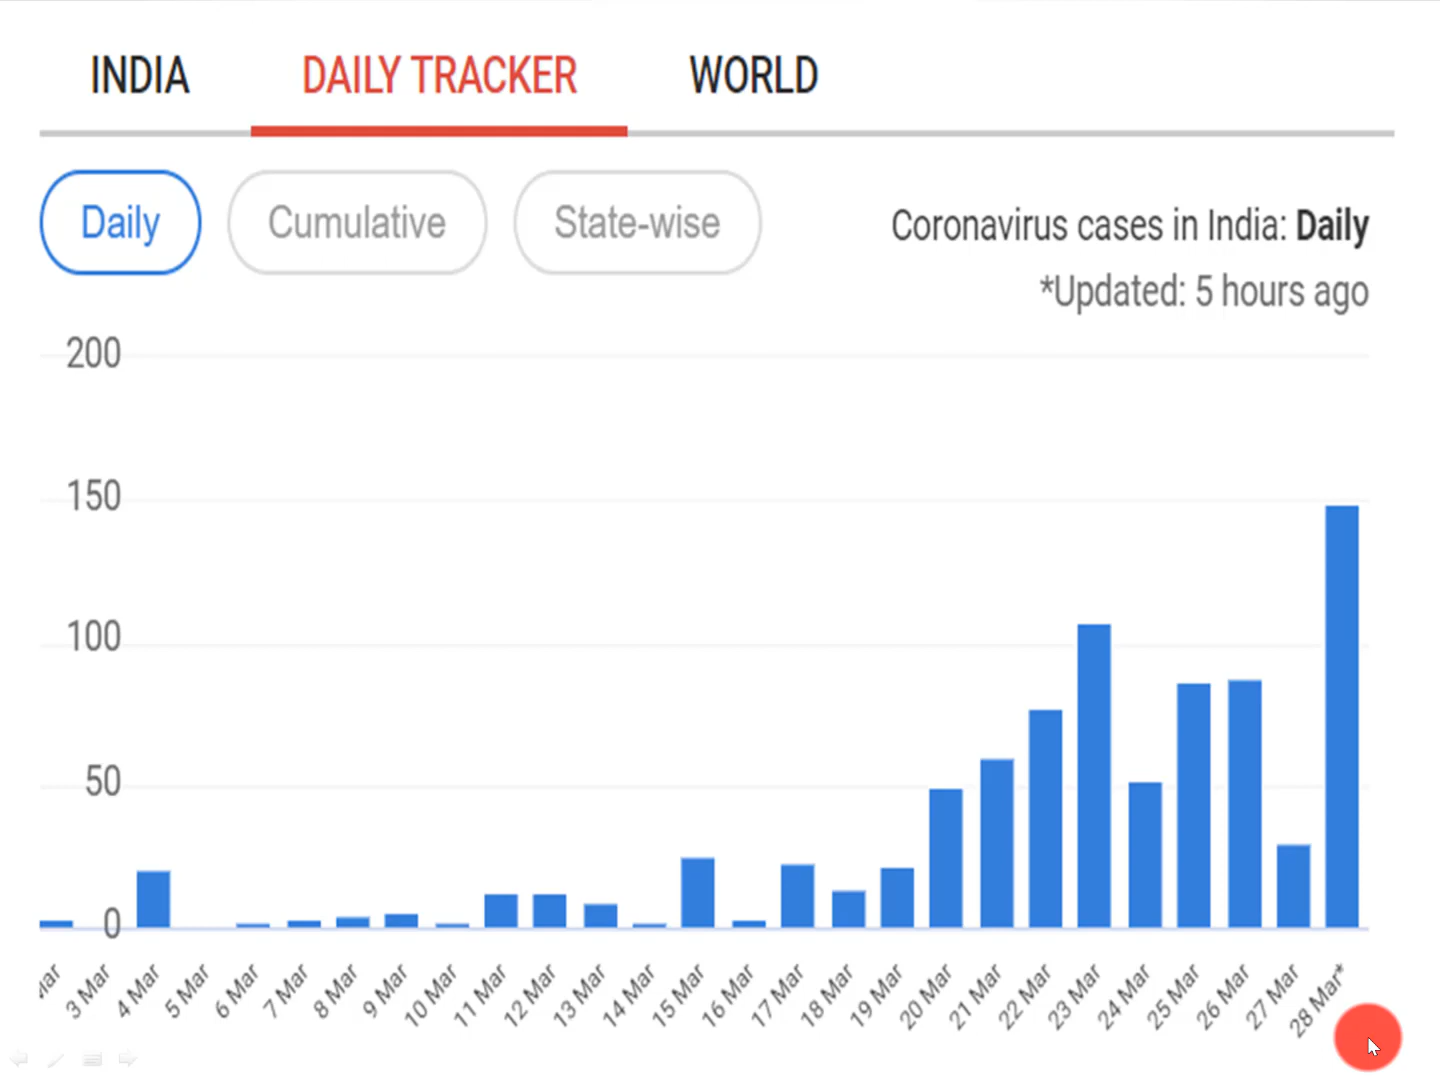 INDIA DAILY TRACKER WORLD
Daily Cumulative State-wise
Coronavirus cases in India: Daily
*Updated: 5 hours ago
200
150
100
50
0
Mar 3 Mar 4 Mar 5 Mar 6 Mar 7 Mar 8 Mar 9 Mar 10 Mar 11 Mar 12 Mar 13 Mar 14 Mar 15 Mar 16 Mar 17 Mar 18 Mar 19 Mar 20 Mar 21 Mar 22 Mar 23 Mar 24 Mar 25 Mar 26 Mar 27 Mar 28 Mar*